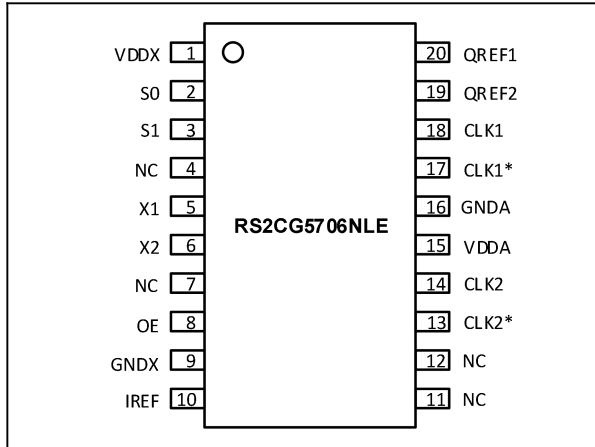 VDDX 1 20 QREF1
S0 2 19 QREF2
S1 3 18 CLK1
NC 4 17 CLK1*
X1 5 16 GNDA
RS2CG5706NLE
X2 6 15 VDDA
NC 7 14 CLK2
OE 8 13 CLK2*
GNDX 9 12 NC
IREF 10 11 NC